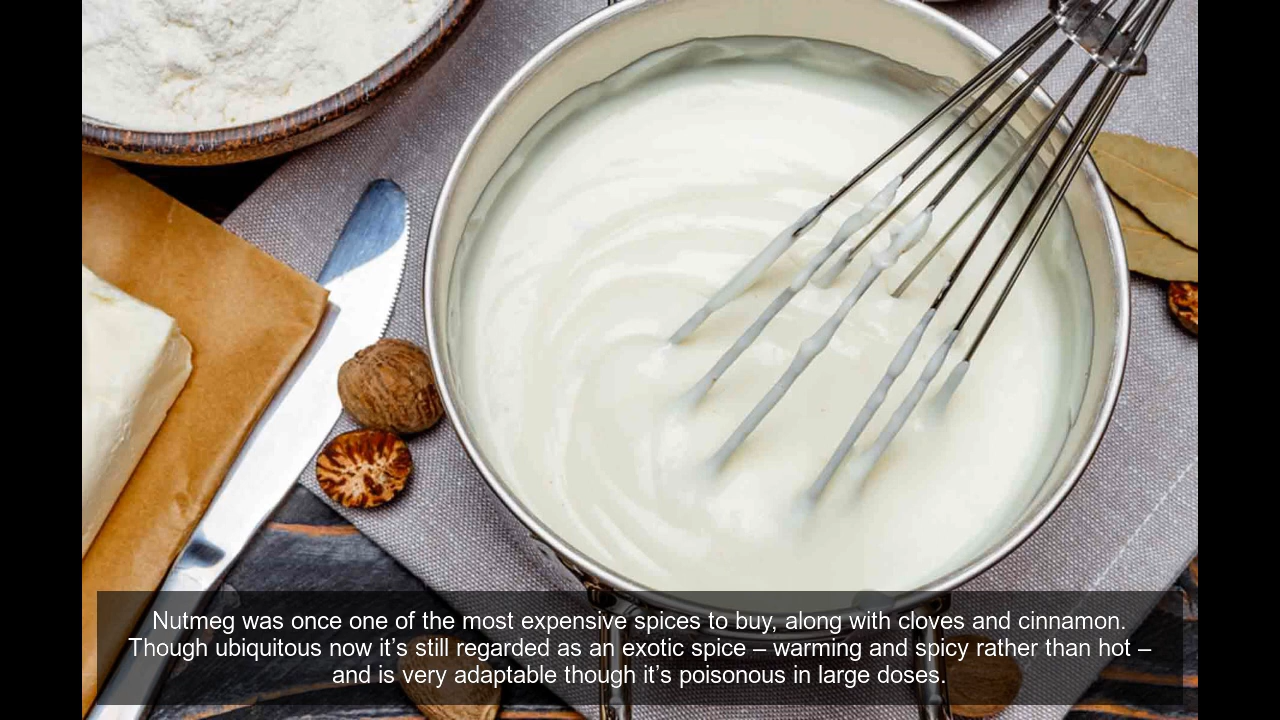 Nutmeg was once one of the most expensive spices to buy, along with cloves and cinnamon.
Though ubiquitous now it’s still regarded as an exotic spice – warming and spicy rather than hot –
and is very adaptable though it’s poisonous in large doses.